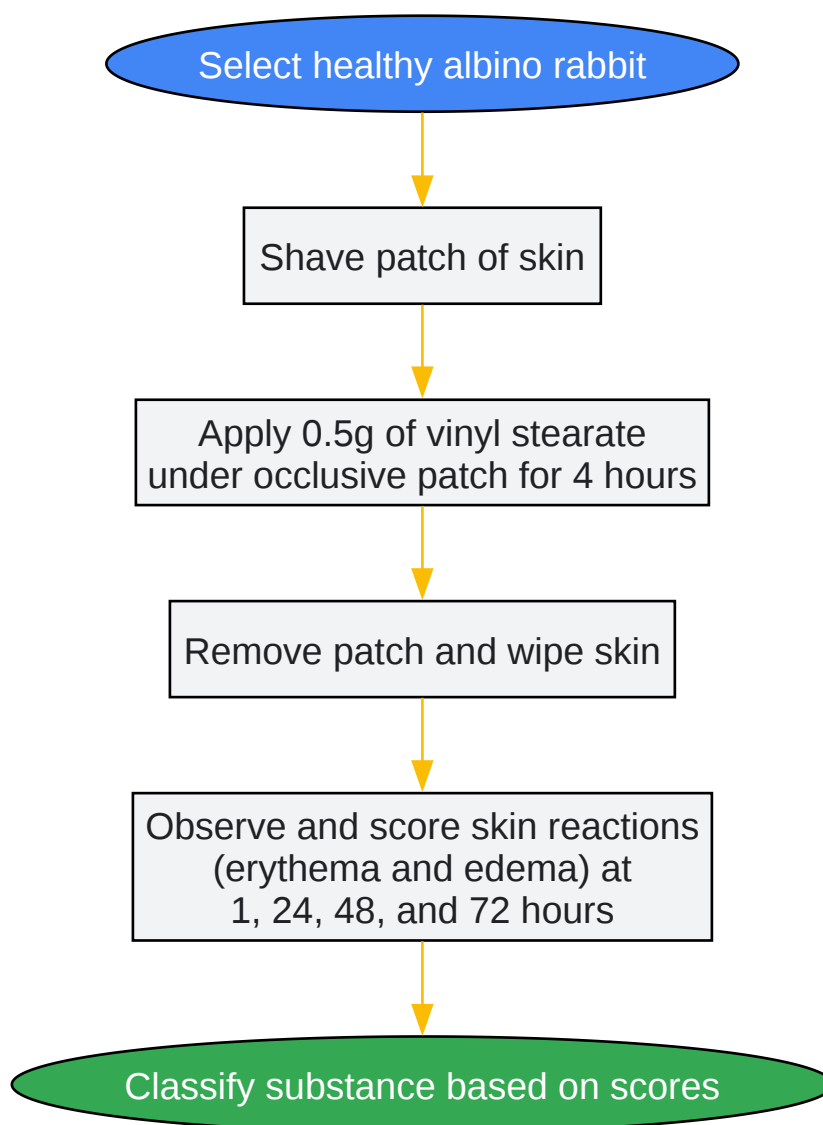 Select healthy albino rabbit
Shave patch of skin
Apply 0.5g of vinyl stearate
under occlusive patch for 4 hours
Remove patch and wipe skin
Observe and score skin reactions
(erythema and edema) at
1, 24, 48, and 72 hours
Classify substance based on scores